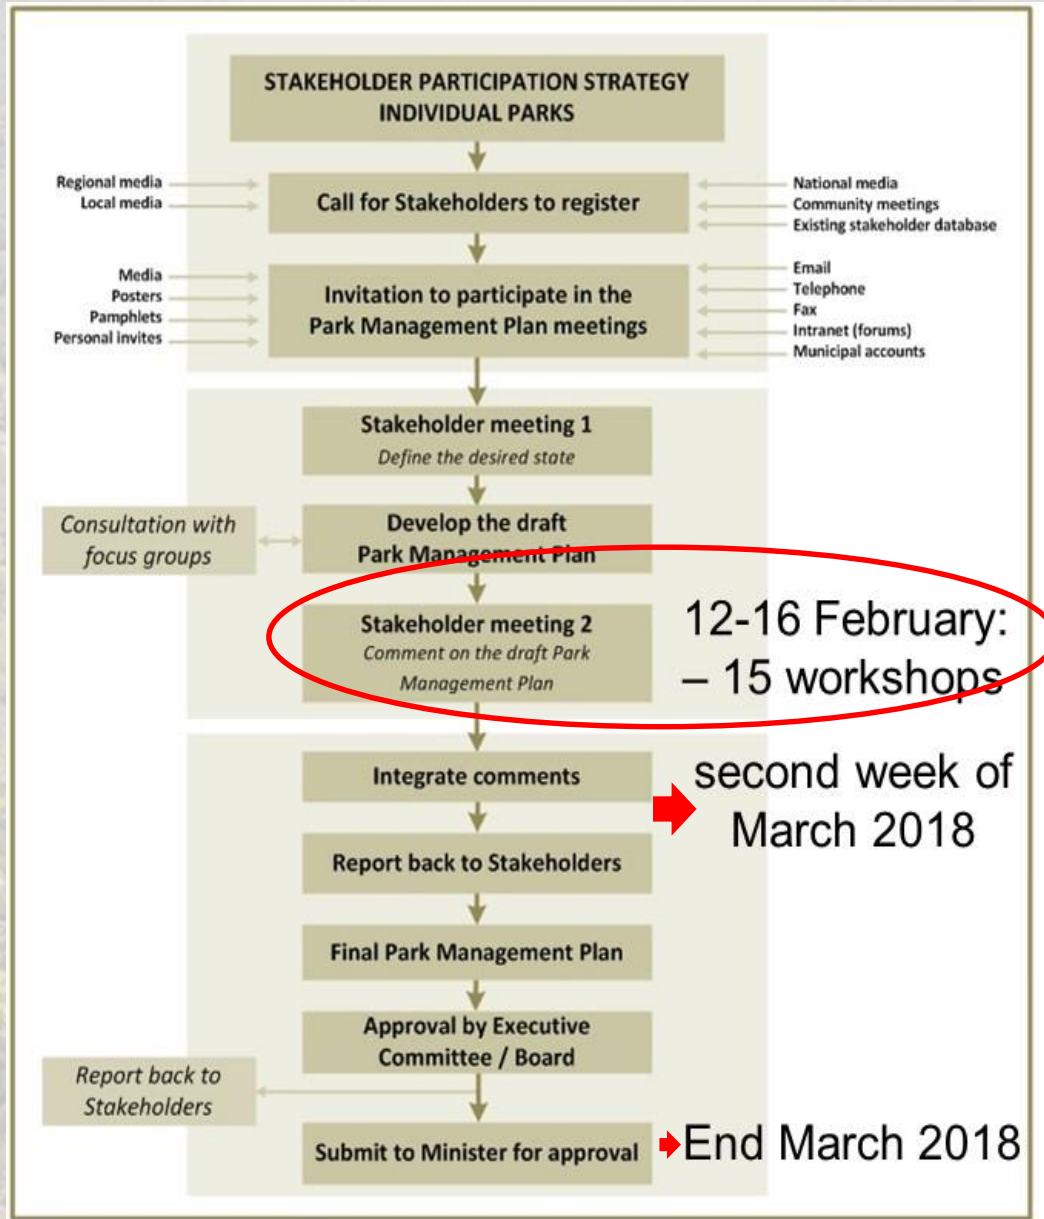 STAKEHOLDER PARTICIPATION STRATEGY
INDIVIDUAL PARKS
Regional media
Local media
Call for Stakeholders to register
National media
Community meetings
Existing stakeholder database
Media
Posters
Pamphlets
Personal invites
Invitation to participate in the
Park Management Plan meetings
Email
Telephone
Fax
Intranet (forums)
Municipal accounts
Stakeholder meeting 1
Define the desired state
Consultation with
focus groups
Develop the draft
Park Management Plan
Stakeholder meeting 2
Comment on the draft Park
Management Plan
12-16 February:
– 15 workshops
Integrate comments
second week of
March 2018
Report back to Stakeholders
Final Park Management Plan
Approval by Executive
Committee / Board
Report back to
Stakeholders
Submit to Minister for approval
End March 2018